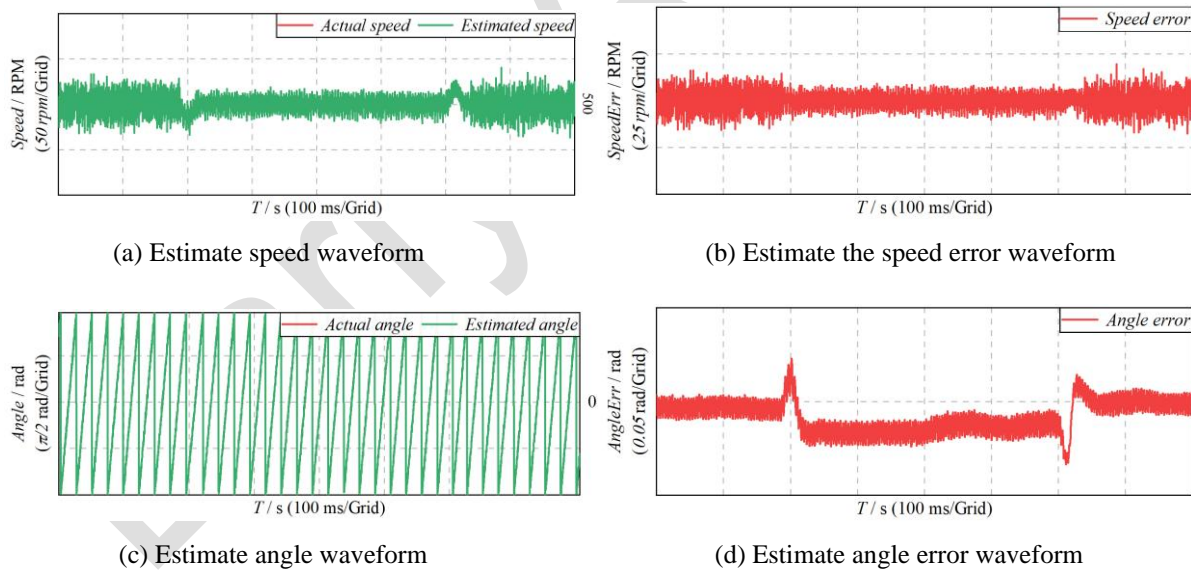 Actual speed Estimated speed
Speed / RPM
(50 rpm/Grid)
500
T / s (100 ms/Grid)
(a) Estimate speed waveform
Speed error
SpeedErr / RPM
(25 rpm/Grid)
T / s (100 ms/Grid)
(b) Estimate the speed error waveform
Actual angle Estimated angle
Angle / rad
(π/2 rad/Grid)
0
T / s (100 ms/Grid)
(c) Estimate angle waveform
Angle error
AngleErr / rad
(0.05 rad/Grid)
T / s (100 ms/Grid)
(d) Estimate angle error waveform